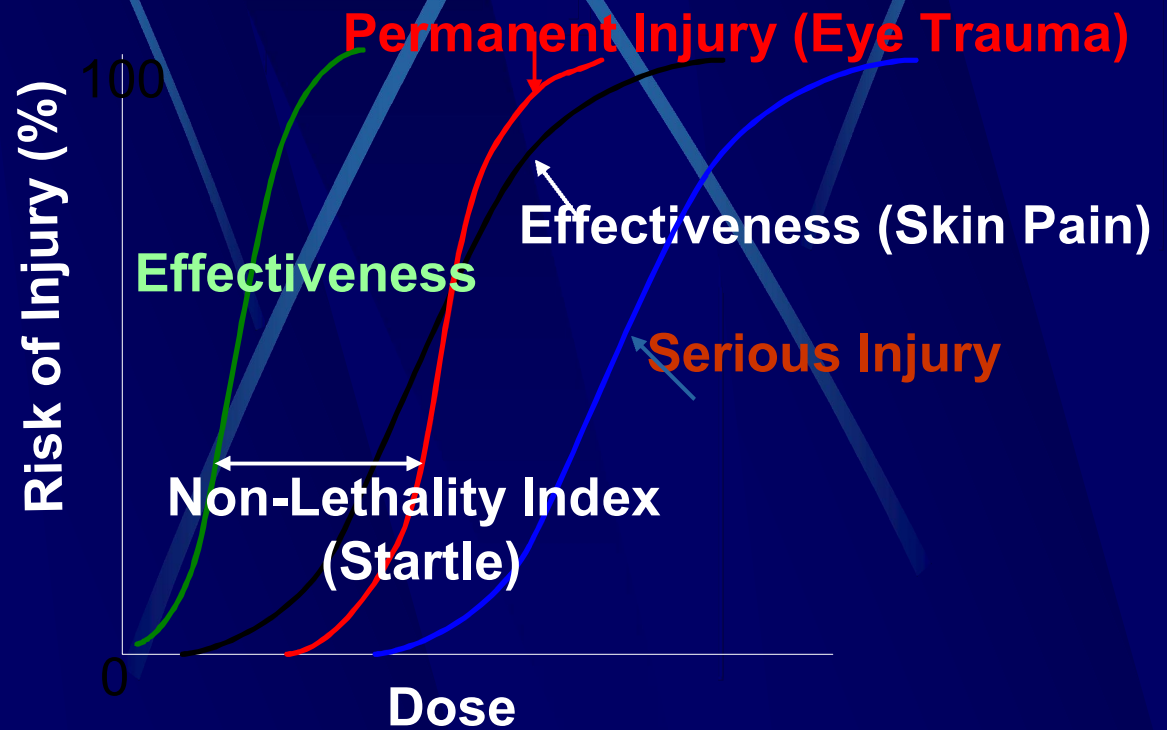 Permanent Injury (Eye Trauma)
100
Risk of Injury (%)
Effectiveness (Skin Pain)
Effectiveness
Serious Injury
Non-Lethality Index
(Startle)
0
Dose